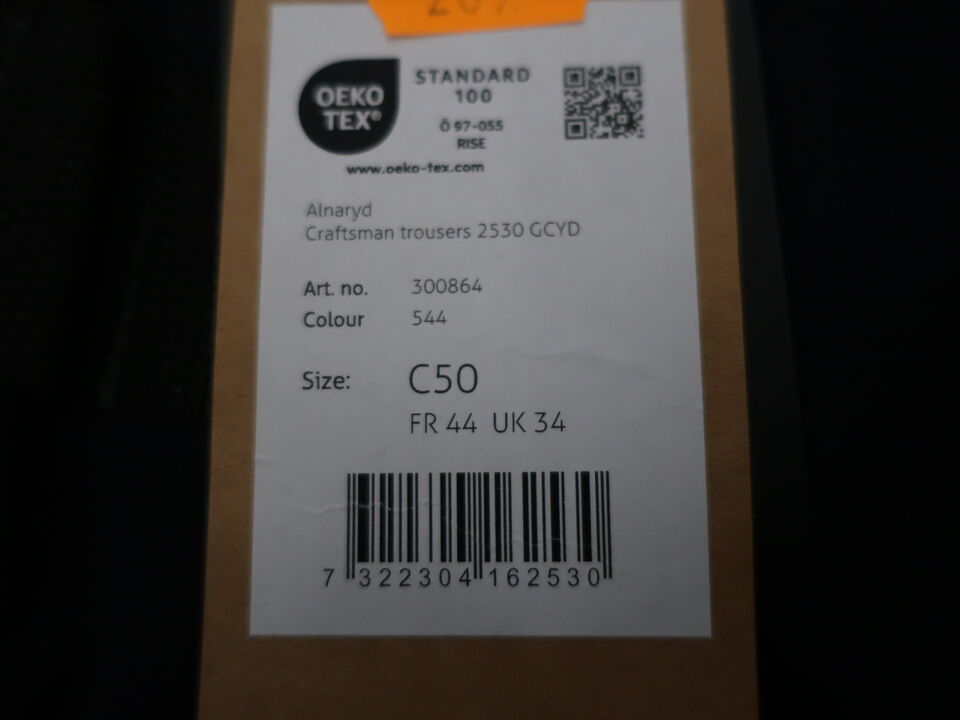 20%
OEKO
TEX®
STANDARD
100
Ö 97-055
RISE
www.oeko-tex.com
Alnaryd
Craftsman trousers 2530 GCYD
Art. no. 300864
Colour 544
Size: C50
FR 44 UK 34
7 322304 162530